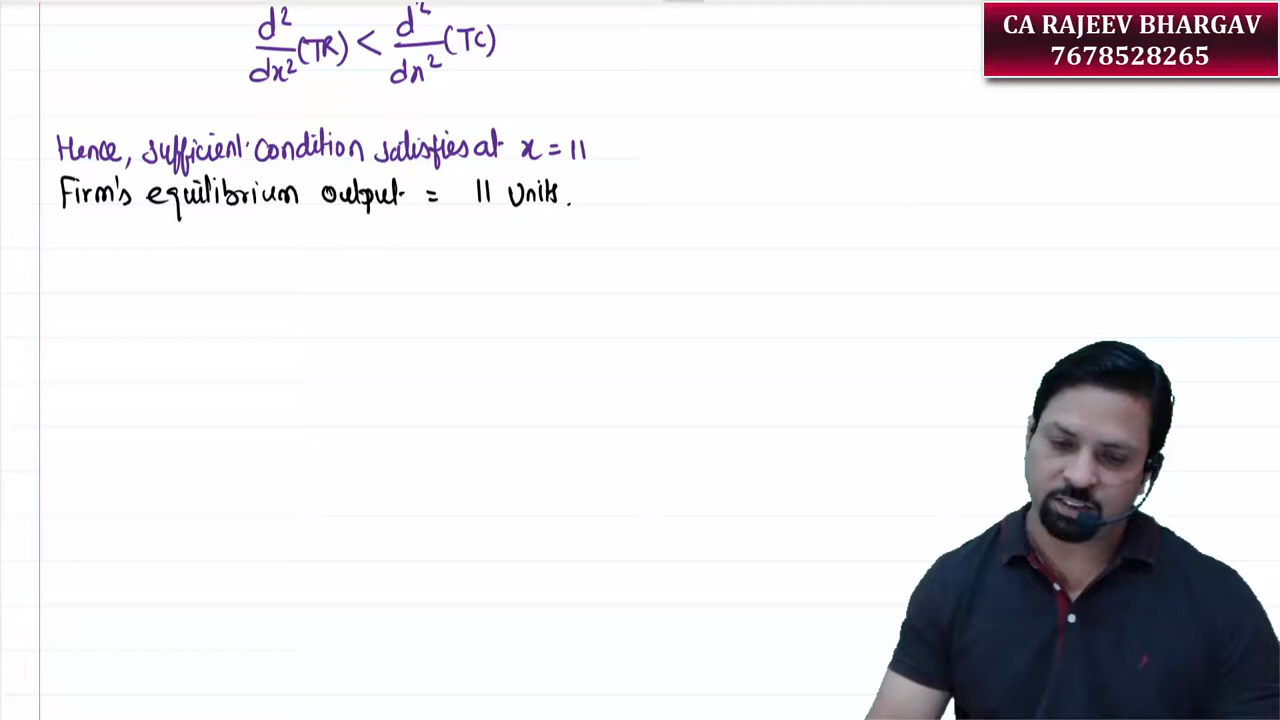 d²/dx² (TR) < d²/dx² (TC)
CA RAJEEV BHARGAV
7678528265
Hence, sufficient condition satisfies at x = 11
Firm's equilibrium output = 11 Units.